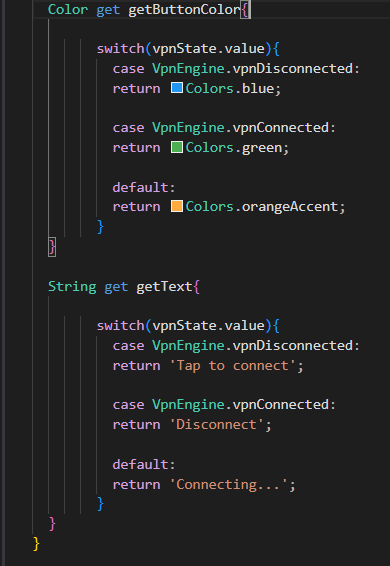 Color get getButtonColor{
switch(vpnState.value){
case VpnEngine.vpnDisconnected:
return Colors.blue;
case VpnEngine.vpnConnected:
return Colors.green;
default:
return Colors.orangeAccent;
}
}
String get getText{
switch(vpnState.value){
case VpnEngine.vpnDisconnected:
return 'Tap to connect';
case VpnEngine.vpnConnected:
return 'Disconnect';
default:
return 'Connecting...';
}
}
}